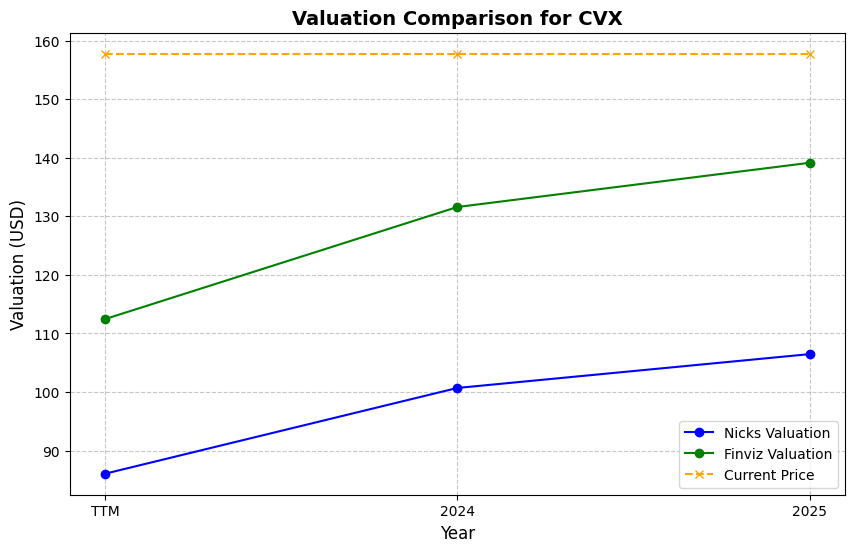 Valuation Comparison for CVX
Valuation (USD)
160
150
140
130
120
110
100
90
TTM
2024
2025
Year
Nicks Valuation
Finviz Valuation
Current Price